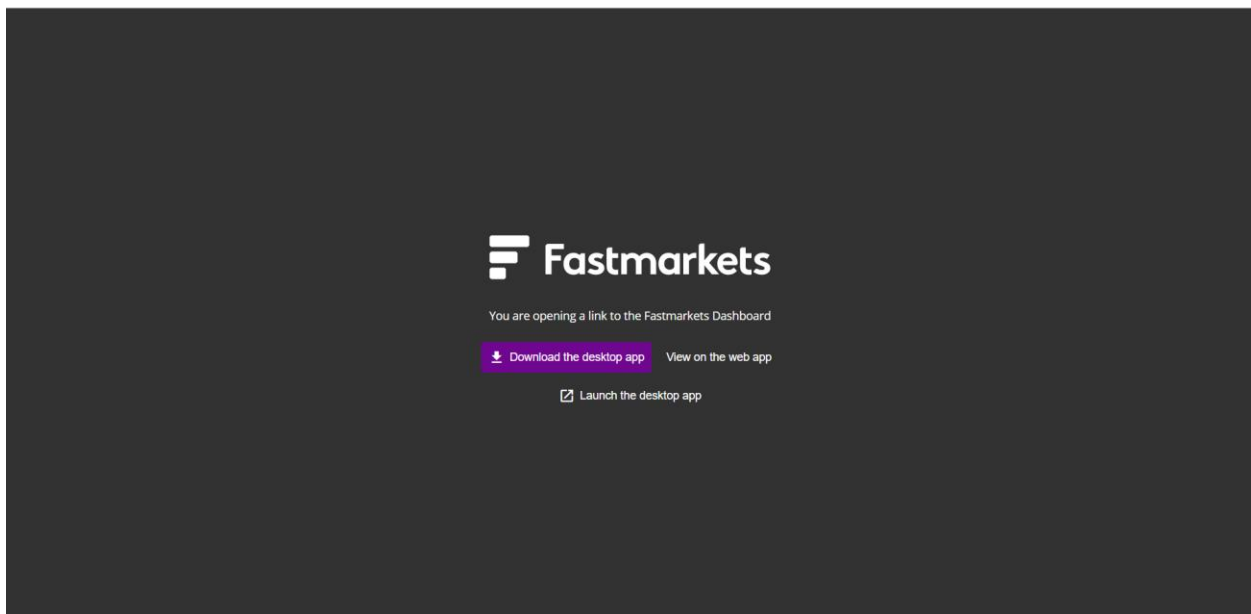 Fastmarkets
You are opening a link to the Fastmarkets Dashboard
Download the desktop app View on the web app
Launch the desktop app